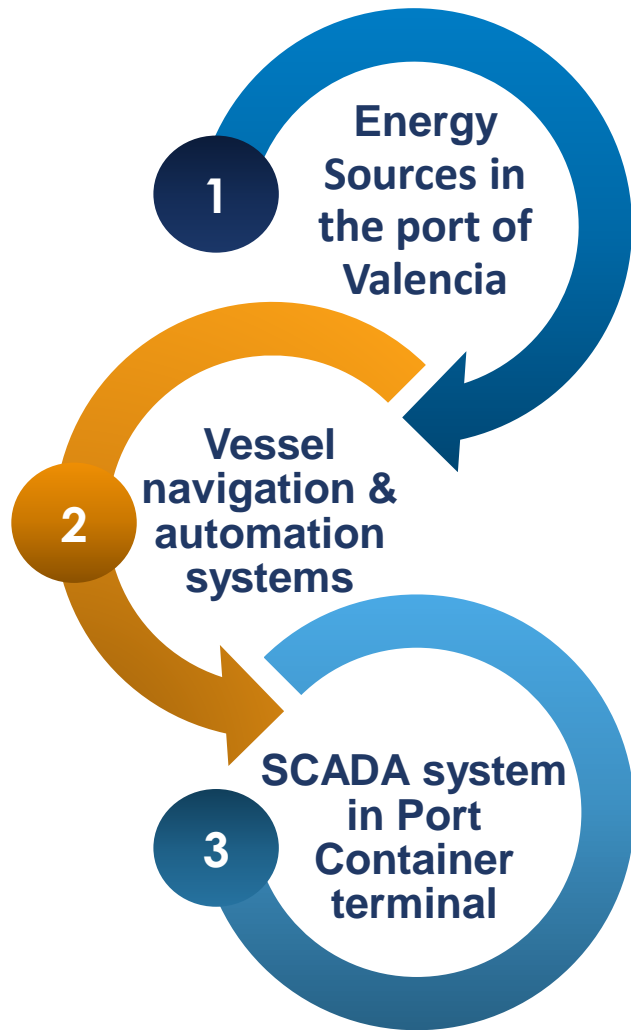 1
Energy
Sources in
the port of
Valencia
2
Vessel
navigation &
automation
systems
3
SCADA system
in Port
Container
terminal